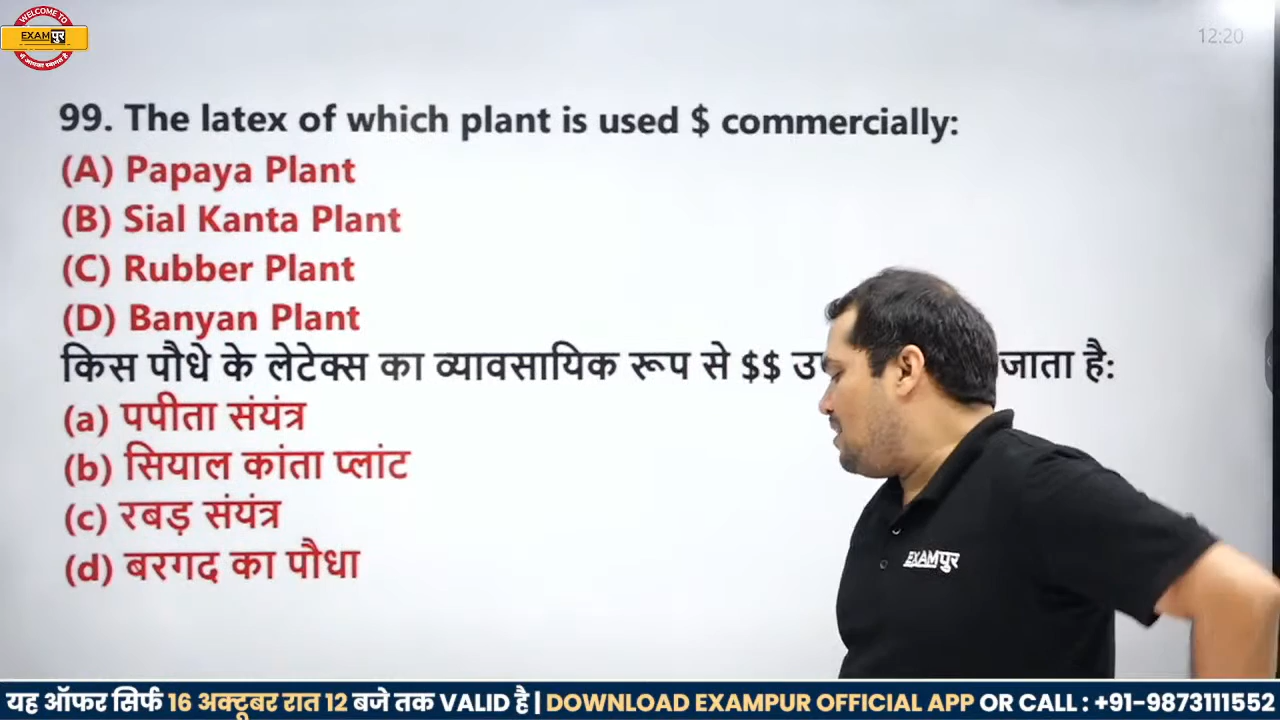 WELCOME TO
EXAMपुर
12:20
99. The latex of which plant is used $ commercially:
(A) Papaya Plant
(B) Sial Kanta Plant
(C) Rubber Plant
(D) Banyan Plant
किस पौधे के लेटेक्स का व्यावसायिक रूप से $$ जाता है:
(a) पपीता संयंत्र
(b) सियाल कांता प्लांट
(c) रबड़ संयंत्र
(d) बरगद का पौधा
EXAMपुर
यह ऑफर सिर्फ 16 अक्टूबर रात 12 बजे तक VALID है | DOWNLOAD EXAMPUR OFFICIAL APP OR CALL : +91-9873111552